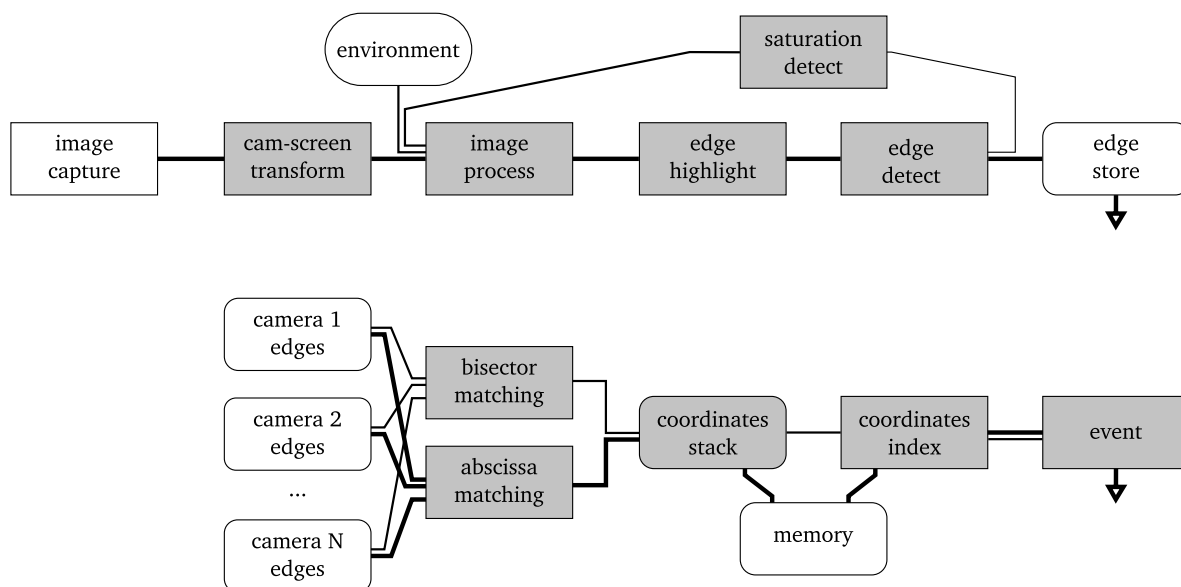 environment
saturation
detect
image
capture
cam-screen
transform
image
process
edge
highlight
edge
detect
edge
store
camera 1
edges
camera 2
edges
...
camera N
edges
bisector
matching
abscissa
matching
coordinates
stack
coordinates
index
event
memory